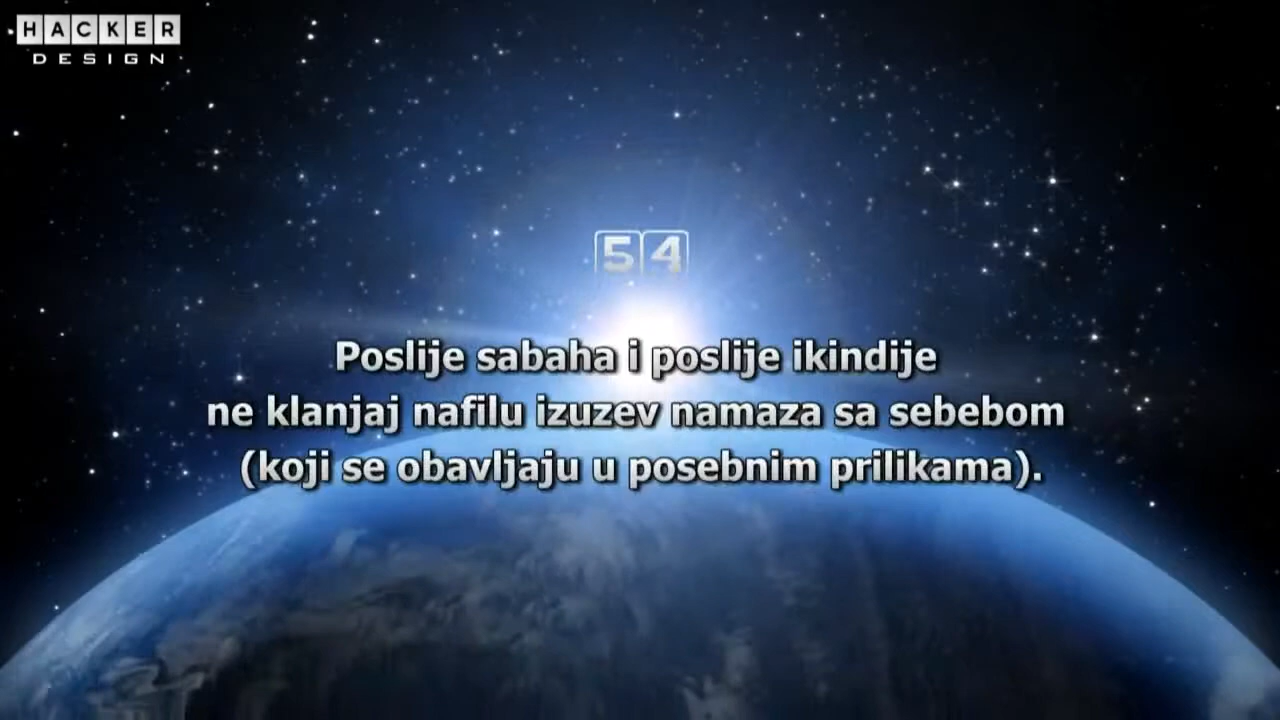 HACKER
DESIGN
54
Poslije sabaha i poslije ikindije
ne klanjaj nafilu izuzev namaza sa sebebom
(koji se obavljaju u posebnim prilikama).